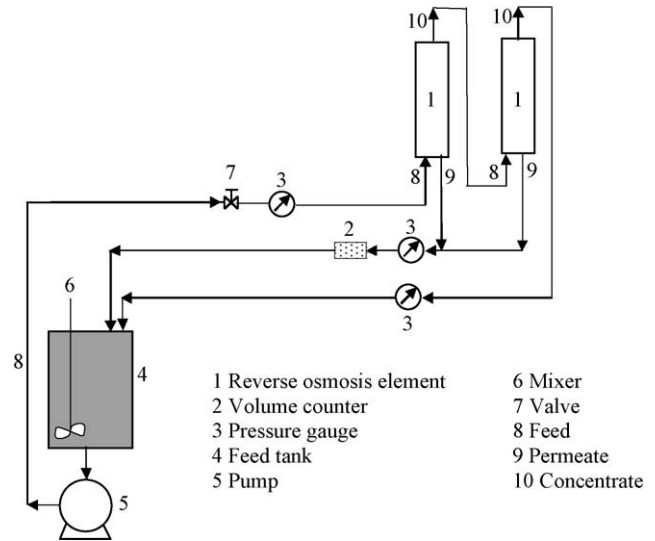 10
10
1
1
7
3
8
9
8
9
2
3
6
3
8
4
5
1 Reverse osmosis element
2 Volume counter
3 Pressure gauge
4 Feed tank
5 Pump
6 Mixer
7 Valve
8 Feed
9 Permeate
10 Concentrate